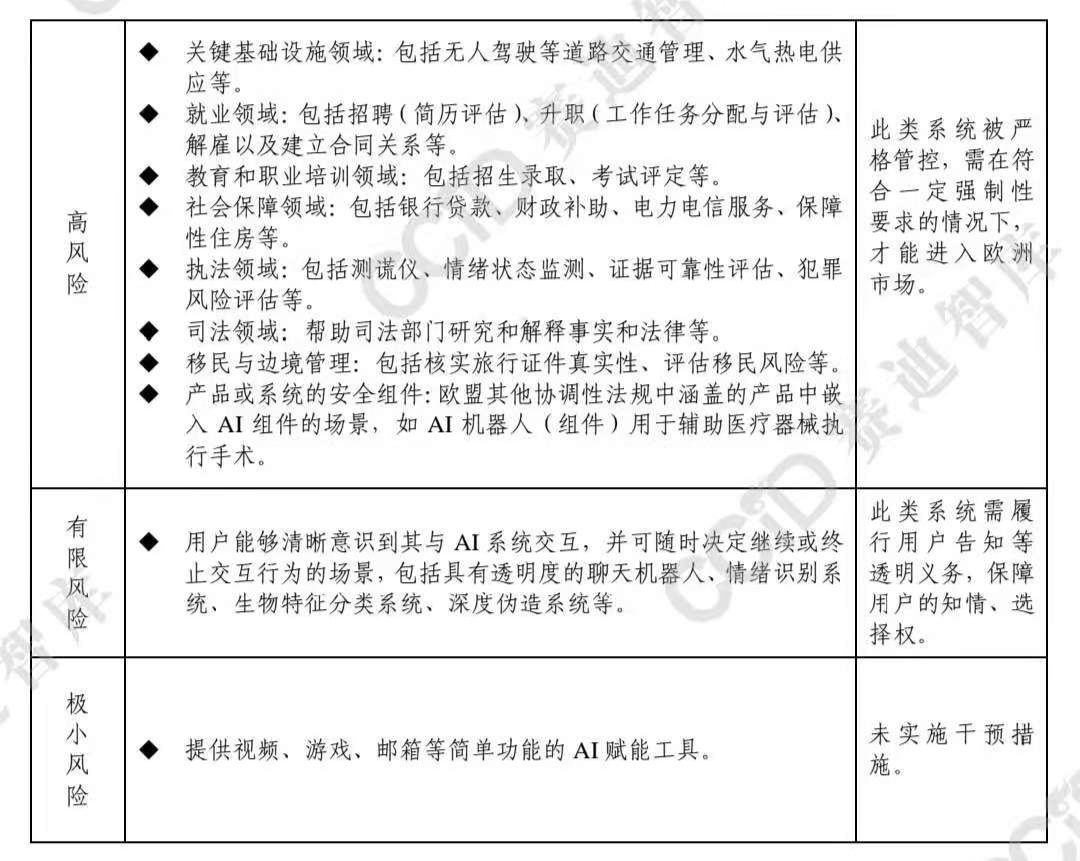 高风险
◆ 关键基础设施领域：包括无人驾驶等道路交通管理、水气热电供
应等。
◆ 就业领域：包括招聘（简历评估）、升职（工作任务分配与评估）、
解雇以及建立合同关系等。
◆ 教育和职业培训领域：包括招生录取、考试评定等。
◆ 社会保障领域：包括银行贷款、财政补助、电力电信服务、保障
性住房等。
◆ 执法领域：包括测谎仪、情绪状态监测、证据可靠性评估、犯罪
风险评估等。
◆ 司法领域：帮助司法部门研究和解释事实和法律等。
◆ 移民与边境管理：包括核实旅行证件真实性、评估移民风险等。
◆ 产品或系统的安全组件：欧盟其他协调性法规中涵盖的产品中嵌
入 AI 组件的场景，如 AI 机器人（组件）用于辅助医疗器械执
行手术。
此类系统被严
格管控，需在符
合一定强制性
要求的情况下，
才能进入欧洲
市场。
有限风险
◆ 用户能够清晰意识到其与 AI 系统交互，并可随时决定继续或终
止交互行为的场景，包括具有透明度的聊天机器人、情绪识别系
统、生物特征分类系统、深度伪造系统等。
此类系统需履
行用户告知等
透明义务，保障
用户的知情、选
择权。
极小风险
◆ 提供视频、游戏、邮箱等简单功能的 AI 赋能工具。
未实施干预措
施。
CCID 赛迪智库
CCID 赛迪智库